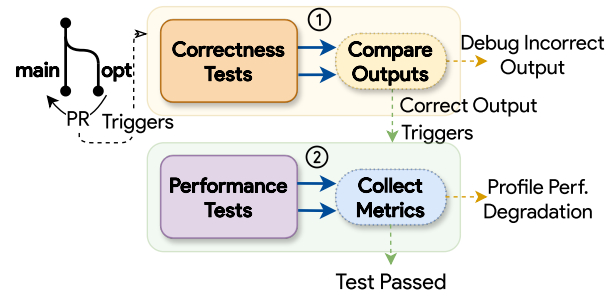 main
opt
PR
Triggers
1
Correctness
Tests
Compare
Outputs
Debug Incorrect
Output
Correct Output
Triggers
2
Performance
Tests
Collect
Metrics
Profile Perf.
Degradation
Test Passed